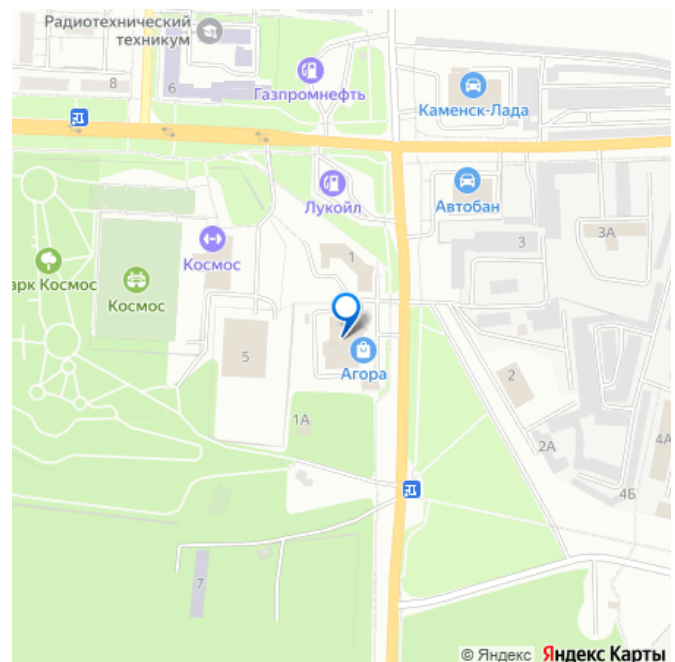 Радиотехнический
техникум
8
6
Газпромнефть
Каменск-Лада
Лукойл
Автобан
3
3А
Космос
1
арк Космос
Космос
5
Агора
2
1А
2А
4А
4Б
7
© Яндекс Яндекс Карты